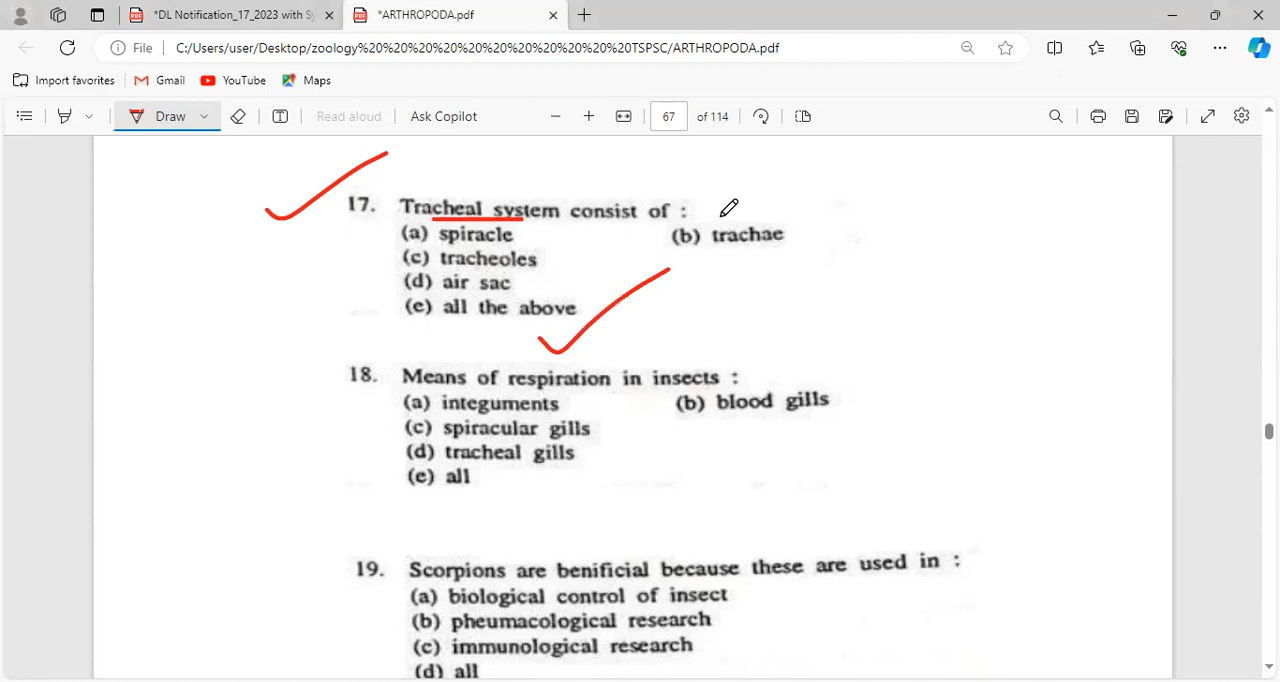 *DL Notification_17_2023 with Sy
*ARTHROPODA.pdf
File
C:/Users/user/Desktop/zoology%20%20%20%20%20%20%20%20%20%20TSPSC/ARTHROPODA.pdf
Import favorites
Gmail
YouTube
Maps
Draw
Read aloud
Ask Copilot
67
of 114
17. Tracheal system consist of :
(a) spiracle (b) trachae
(c) tracheoles
(d) air sac
(e) all the above
18. Means of respiration in insects :
(a) integuments (b) blood gills
(c) spiracular gills
(d) tracheal gills
(e) all
19. Scorpions are benificial because these are used in :
(a) biological control of insect
(b) pheumacological research
(c) immunological research
(d) all